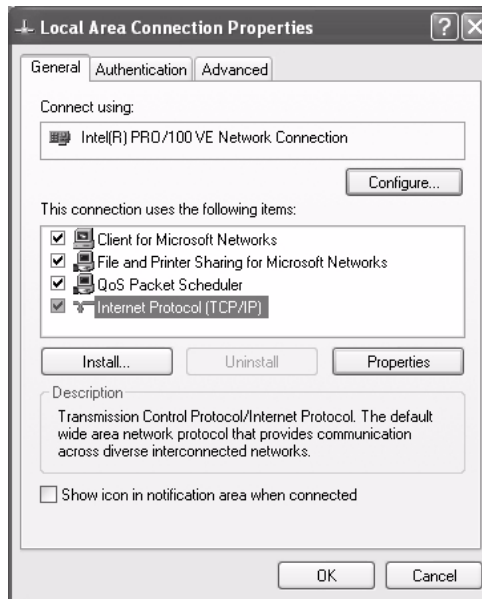 Local Area Connection Properties
General Authentication Advanced
Connect using:
Intel(R) PRO/100 VE Network Connection
Configure...
This connection uses the following items:
Client for Microsoft Networks
File and Printer Sharing for Microsoft Networks
QoS Packet Scheduler
Internet Protocol (TCP/IP)
Install... Uninstall Properties
Description
Transmission Control Protocol/Internet Protocol. The default
wide area network protocol that provides communication
across diverse interconnected networks.
Show icon in notification area when connected
OK Cancel